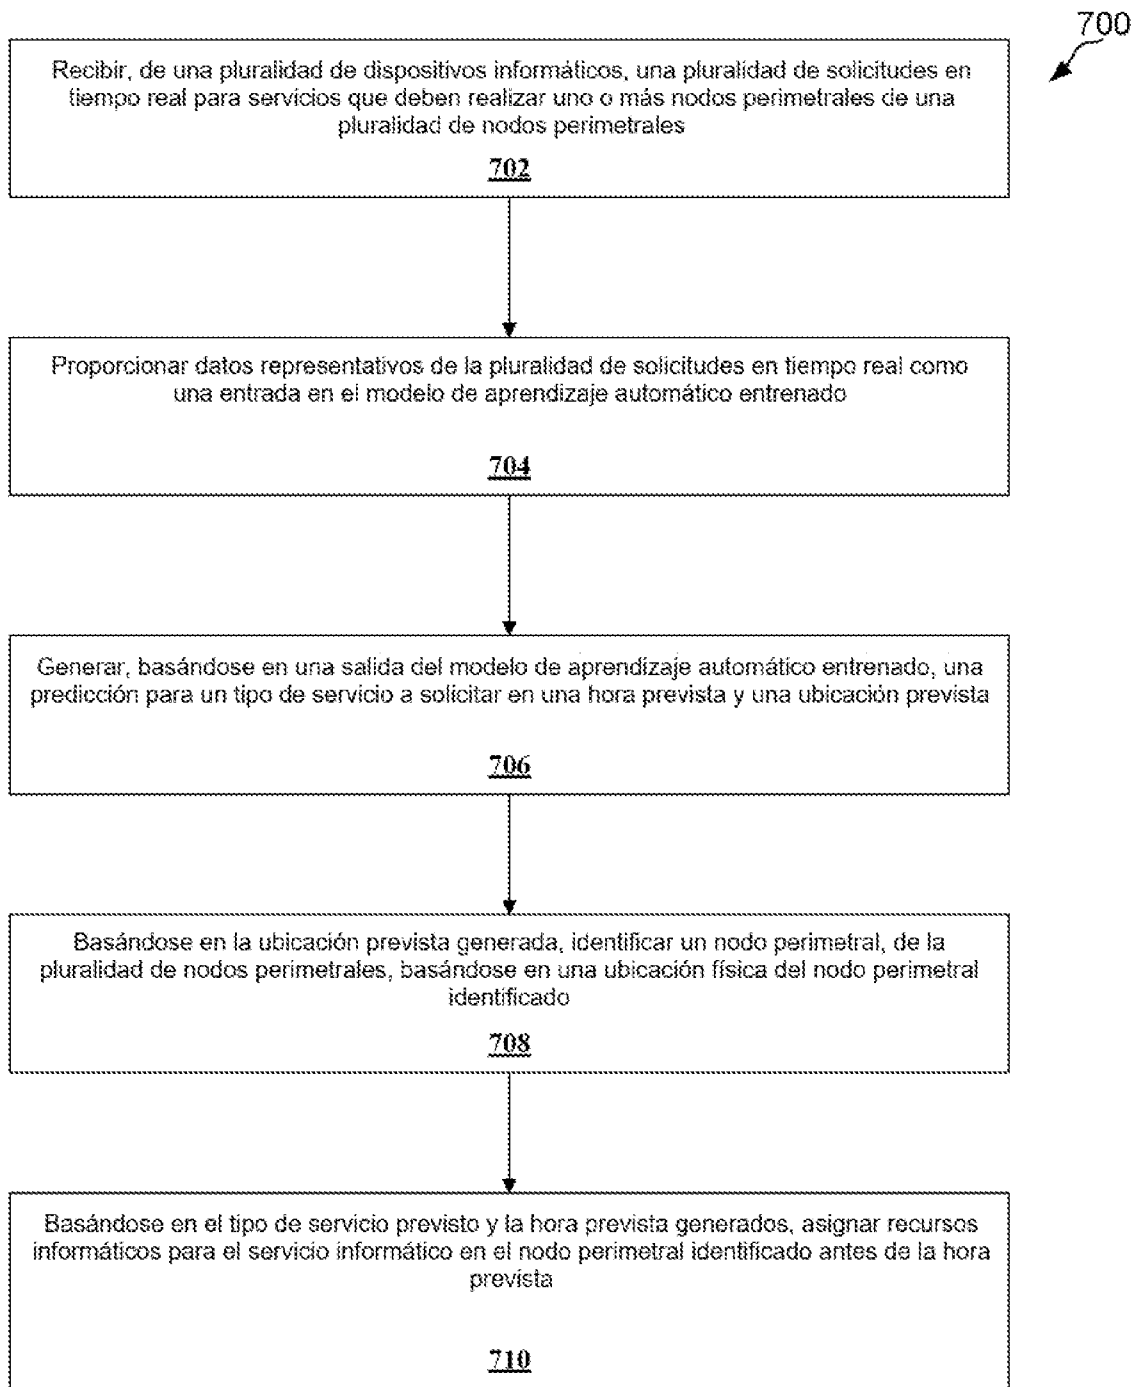 700
Recibir, de una pluralidad de dispositivos informáticos, una pluralidad de solicitudes en
tiempo real para servicios que deben realizar uno o más nodos perimetrales de una
pluralidad de nodos perimetrales
702
Proporcionar datos representativos de la pluralidad de solicitudes en tiempo real como
una entrada en el modelo de aprendizaje automático entrenado
704
Generar, basándose en una salida del modelo de aprendizaje automático entrenado, una
predicción para un tipo de servicio a solicitar en una hora prevista y una ubicación prevista
706
Basándose en la ubicación prevista generada, identificar un nodo perimetral, de la
pluralidad de nodos perimetrales, basándose en una ubicación física del nodo perimetral
identificado
708
Basándose en el tipo de servicio previsto y la hora prevista generados, asignar recursos
informáticos para el servicio informático en el nodo perimetral identificado antes de la hora
prevista
710